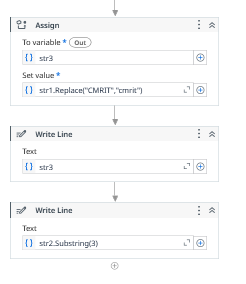 Assign
To variable * Out
str3
Set value *
str1.Replace("CMRIT","cmrit")
Write Line
Text
str3
Write Line
Text
str2.Substring(3)